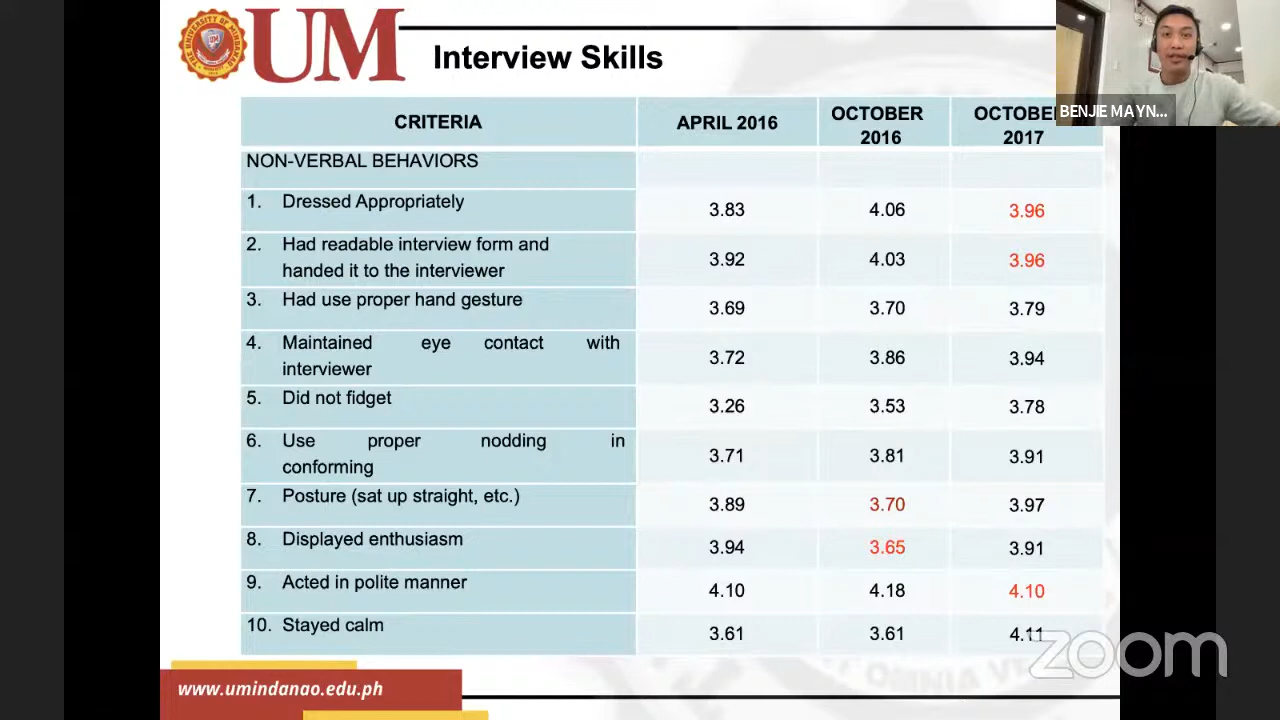 UM
Interview Skills
BENJIE MAYN...
CRITERIA APRIL 2016 OCTOBER 2016 OCTOBER 2017
NON-VERBAL BEHAVIORS
1. Dressed Appropriately 3.83 4.06 3.96
2. Had readable interview form and
handed it to the interviewer 3.92 4.03 3.96
3. Had use proper hand gesture 3.69 3.70 3.79
4. Maintained eye contact with
interviewer 3.72 3.86 3.94
5. Did not fidget 3.26 3.53 3.78
6. Use proper nodding in
conforming 3.71 3.81 3.91
7. Posture (sat up straight, etc.) 3.89 3.70 3.97
8. Displayed enthusiasm 3.94 3.65 3.91
9. Acted in polite manner 4.10 4.18 4.10
10. Stayed calm 3.61 3.61 4.11
zoom
www.umindanao.edu.ph